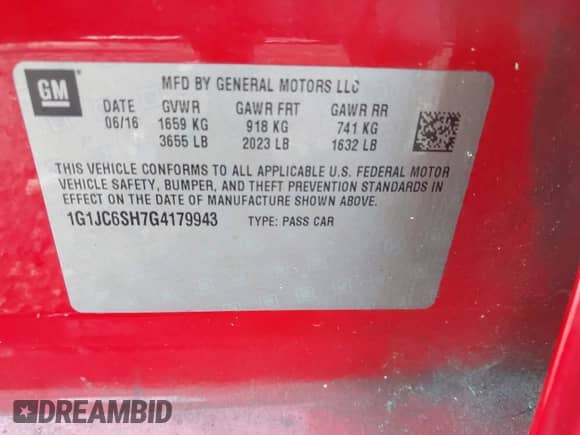 GM
MFD BY GENERAL MOTORS LLC
DATE GVWR GAWR FRT GAWR RR
06/16 1659 KG 918 KG 741 KG
3655 LB 2023 LB 1632 LB
THIS VEHICLE CONFORMS TO ALL APPLICABLE U.S. FEDERAL MOTOR
VEHICLE SAFETY, BUMPER, AND THEFT PREVENTION STANDARDS IN
EFFECT ON THE DATE OF MANUFACTURE SHOWN ABOVE.
1G1JC6SH7G4179943 TYPE: PASS CAR
DREAMBID